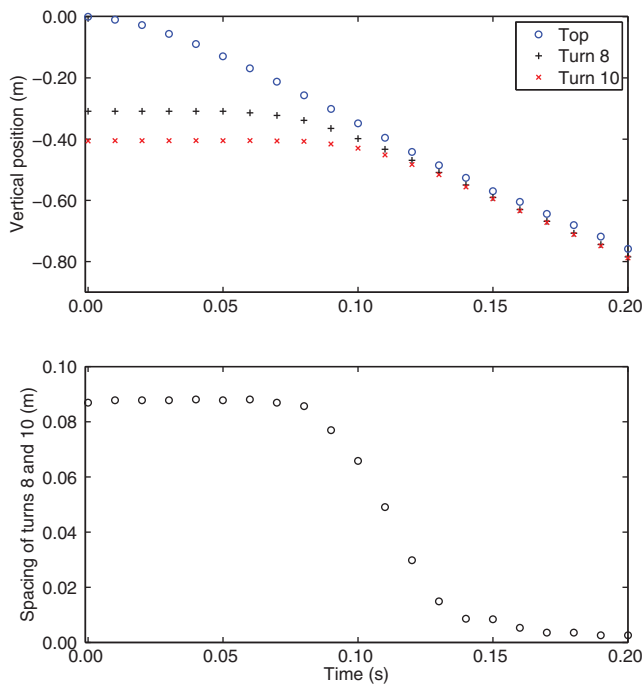 0.00
−0.20
−0.40
−0.60
−0.80
Vertical position (m)
Top
Turn 8
Turn 10
0.00 0.05 0.10 0.15 0.20
0.10
0.08
0.06
0.04
0.02
0.00
Spacing of turns 8 and 10 (m)
0.00 0.05 0.10 0.15 0.20
Time (s)